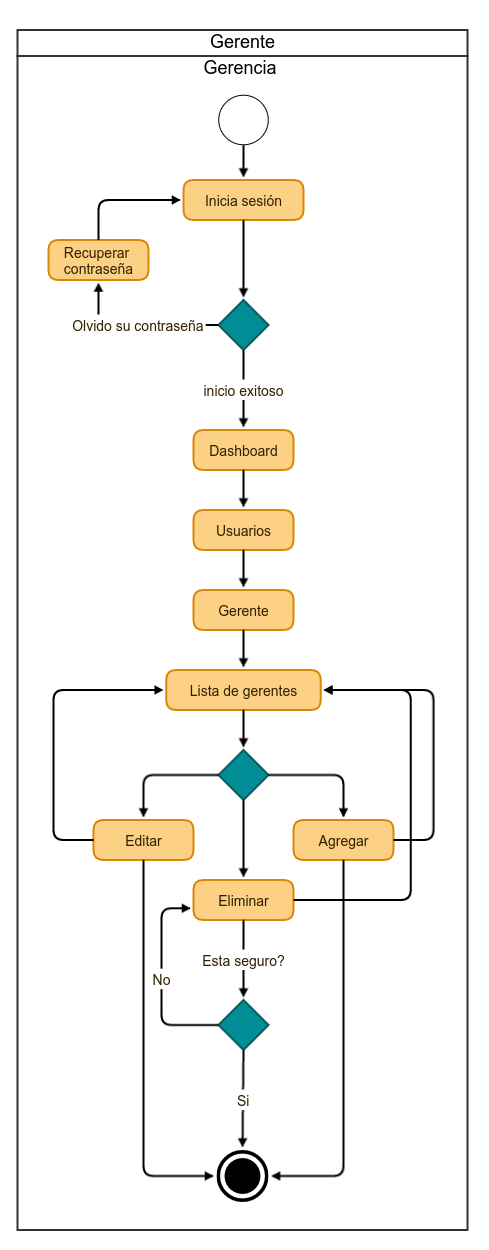 Gerente
Gerencia
Inicia sesión
Recuperar
contraseña
Olvido su contraseña
inicio exitoso
Dashboard
Usuarios
Gerente
Lista de gerentes
Editar
Agregar
Eliminar
Esta seguro?
No
Si